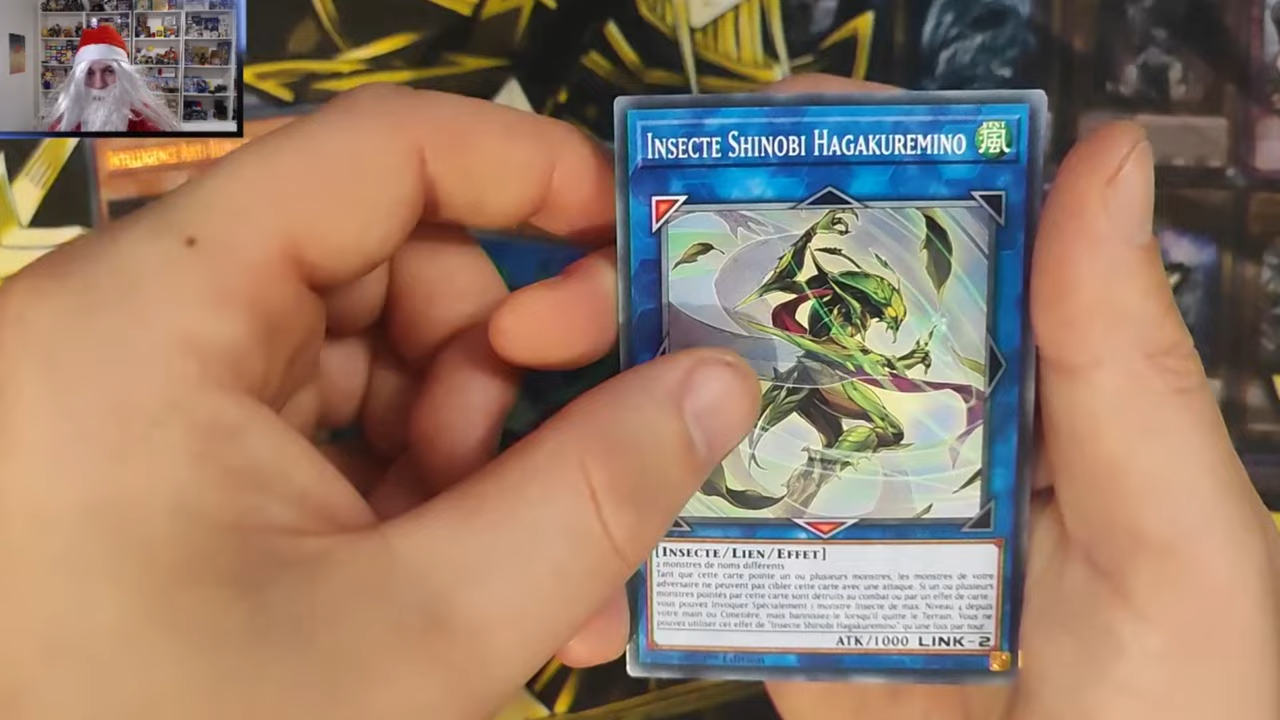 INTELLIGENCE ANTI-HUM
INSECTE SHINOBI HAGAKUREMINO
VENT
風
[INSECTE/LIEN/EFFET]
2 monstres de noms différents
Tant que cette carte pointe un ou plusieurs monstres, les monstres de votre
adversaire ne peuvent pas cibler cette carte avec une attaque. Si un ou plusieurs
monstres pointés par cette carte sont détruits au combat ou par un effet de carte :
vous pouvez Invoquer Spécialement 1 monstre Insecte de max. Niveau 4 depuis
votre main ou Cimetière, mais bannissez-le lorsqu'il quitte le Terrain. Vous ne
pouvez utiliser cet effet de "Insecte Shinobi Hagakuremino" qu'une fois par tour.
ATK/1000 LINK-2
Edition